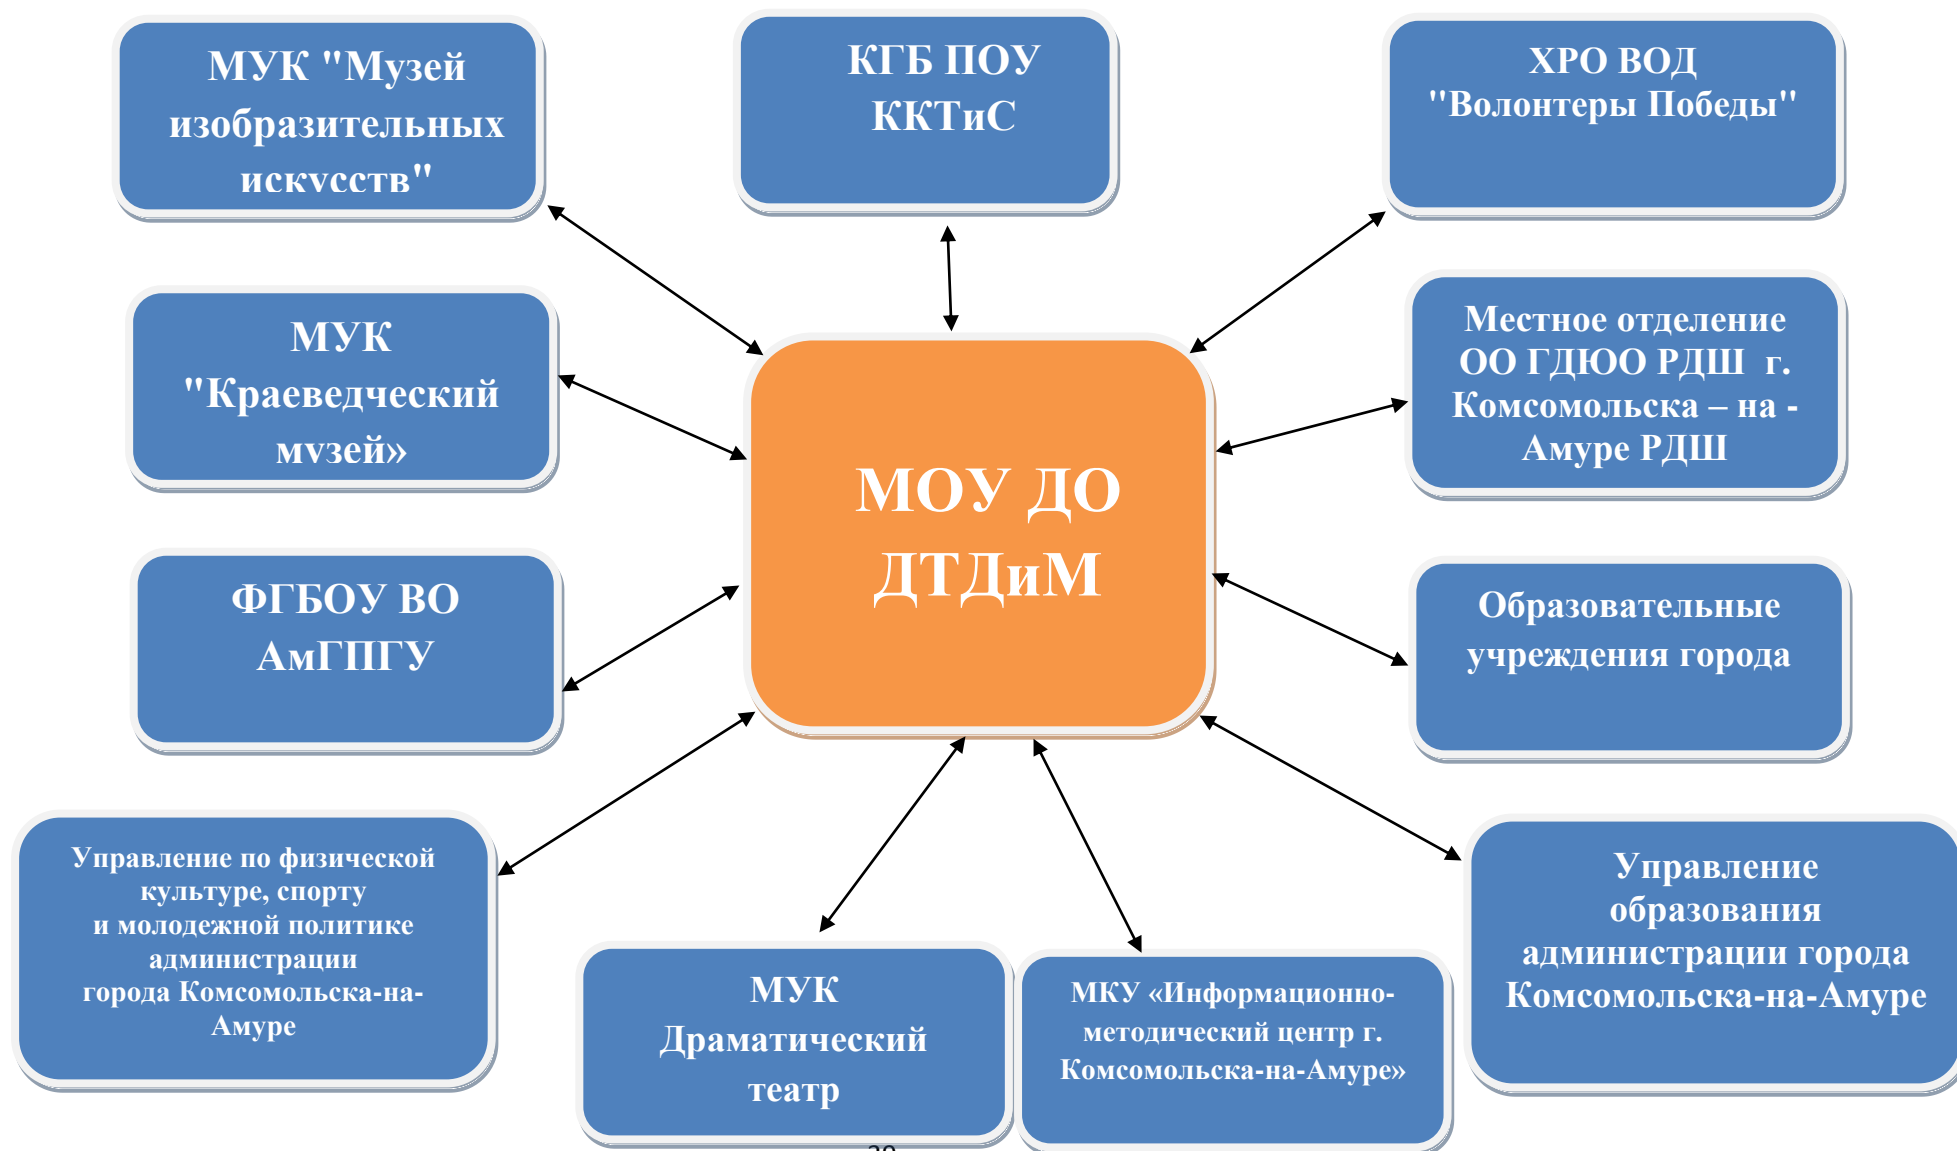 МУК "Музей
изобразительных
искусств"
КГБ ПОУ
ККТиС
ХРО ВОД
"Волонтеры Победы"
МУК
"Краеведческий
музей»
Местное отделение
ОО ГДЮО РДШ г.
Комсомольска – на -
Амуре РДШ
МОУ ДО
ДТДиМ
ФГБОУ ВО
АмГПГУ
Образовательные
учреждения города
Управление по физической
культуре, спорту
и молодежной политике
администрации
города Комсомольска-на-
Амуре
МУК
Драматический
театр
МКУ «Информационно-
методический центр г.
Комсомольска-на-Амуре»
Управление
образования
администрации города
Комсомольска-на-Амуре